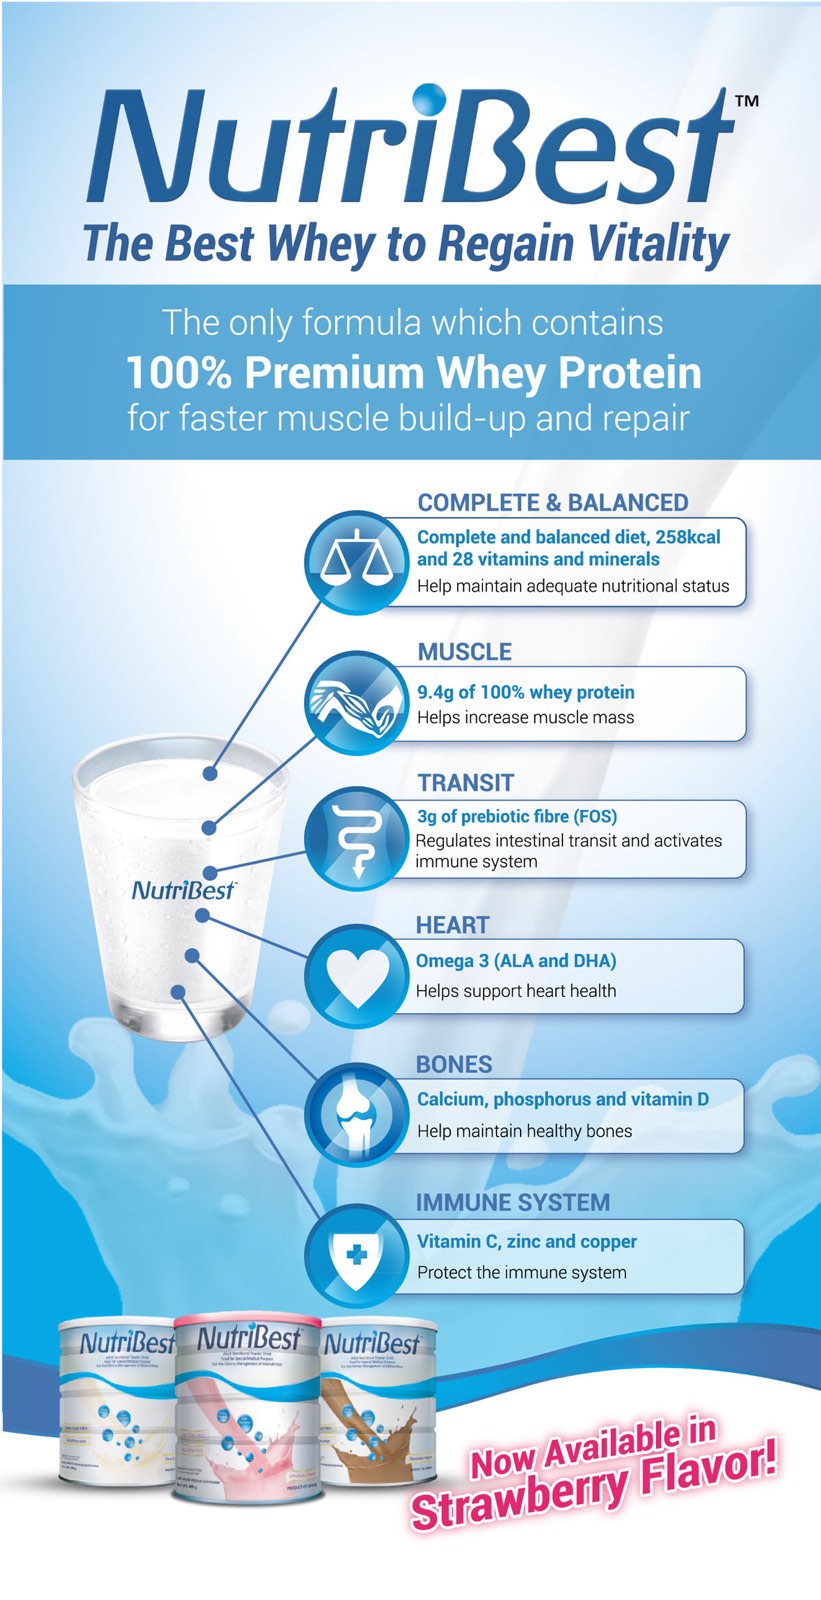 NutriBest™
The Best Whey to Regain Vitality
The only formula which contains
100% Premium Whey Protein
for faster muscle build-up and repair
COMPLETE & BALANCED
Complete and balanced diet, 258kcal
and 28 vitamins and minerals
Help maintain adequate nutritional status
MUSCLE
9.4g of 100% whey protein
Helps increase muscle mass
TRANSIT
3g of prebiotic fibre (FOS)
Regulates intestinal transit and activates
immune system
NutriBest
HEART
Omega 3 (ALA and DHA)
Helps support heart health
BONES
Calcium, phosphorus and vitamin D
Help maintain healthy bones
IMMUNE SYSTEM
Vitamin C, zinc and copper
Protect the immune system
NutriBest
NutriBest
NutriBest
Now Available in
Strawberry Flavor!